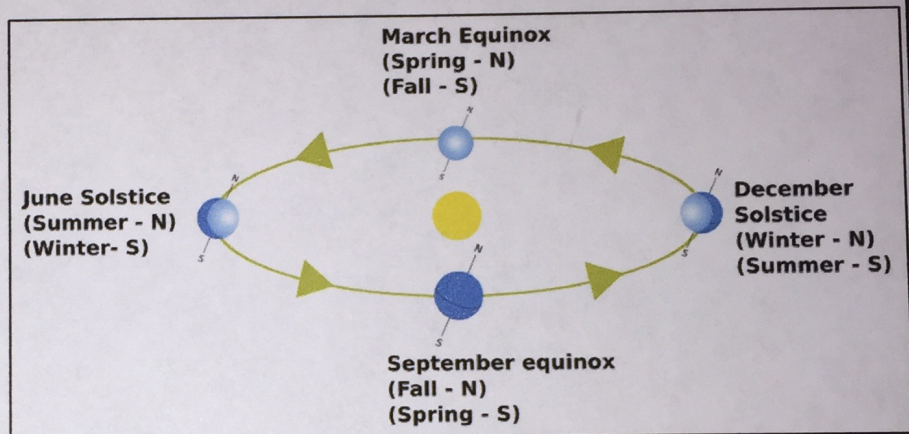 March Equinox
(Spring - N)
(Fall - S)
N
S
June Solstice
(Summer - N)
(Winter- S)
N
S
N
S
December
Solstice
(Winter - N)
(Summer - S)
N
S
September equinox
(Fall - N)
(Spring - S)